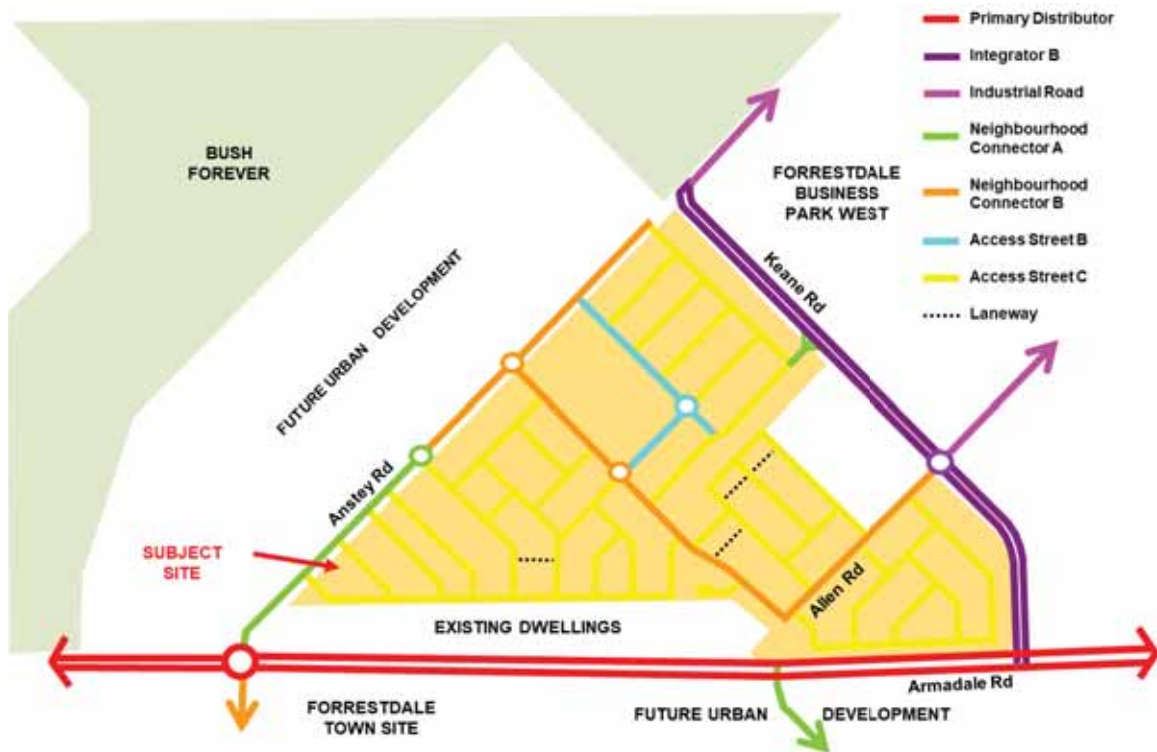 BUSH
FOREVER
FORRESTDALE
BUSINESS
PARK WEST
Primary Distributor
Integrator B
Industrial Road
Neighbourhood
Connector A
Neighbourhood
Connector B
Access Street B
Access Street C
Laneway
FUTURE URBAN DEVELOPMENT
Keane Rd
Anstey Rd
SUBJECT
SITE
Allen Rd
EXISTING DWELLINGS
Armadale Rd
FORRESTDALE
TOWN SITE
FUTURE URBAN DEVELOPMENT